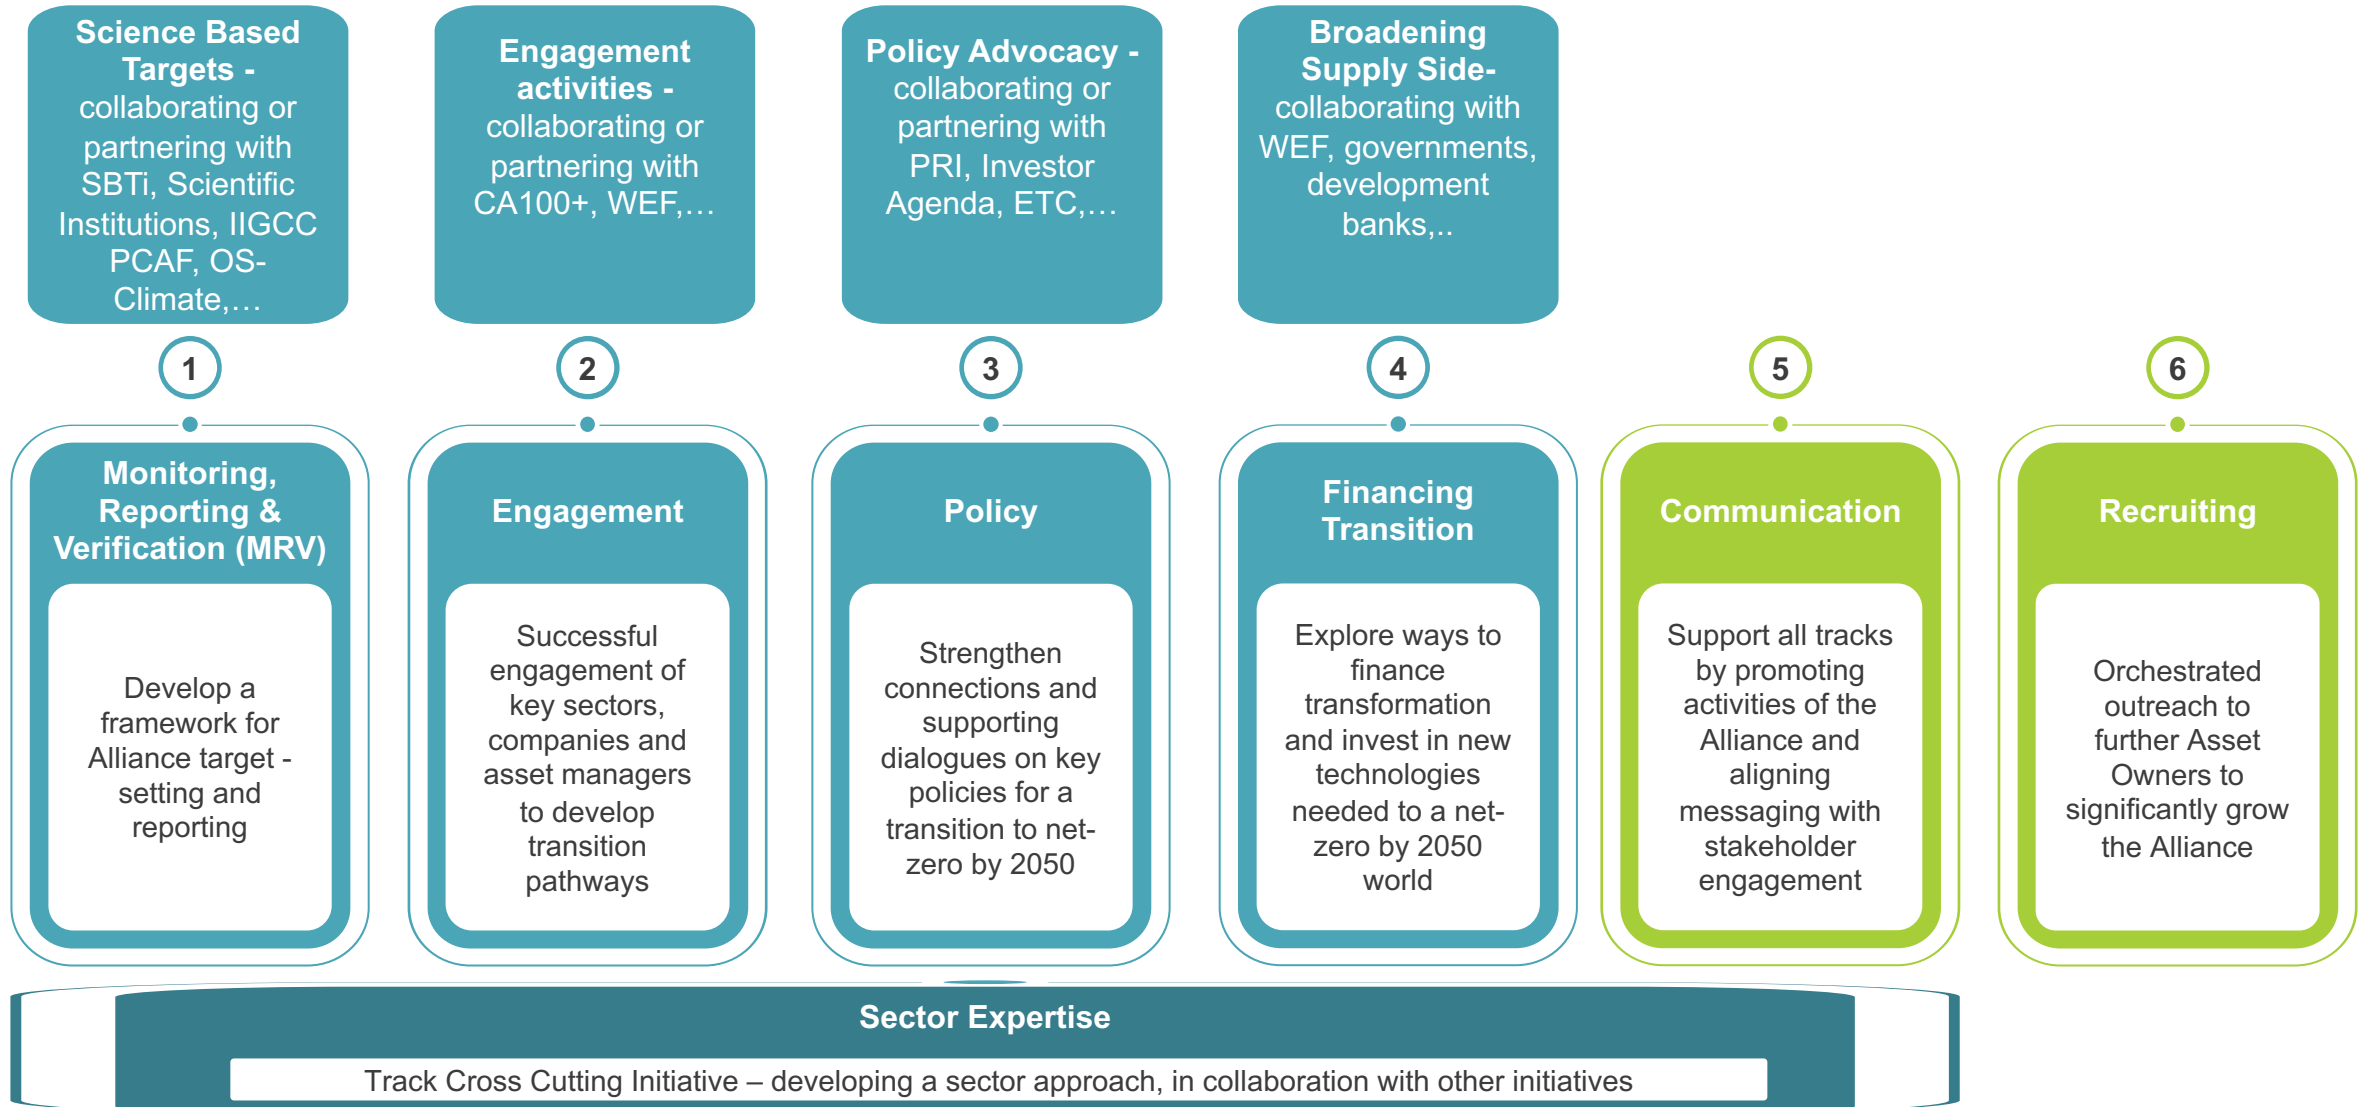 Science Based
Targets -
collaborating or
partnering with
SBTi, Scientific
Institutions, IIGCC
PCAF, OS-
Climate,...
Engagement
activities -
collaborating or
partnering with
CA100+, WEF,...
Policy Advocacy -
collaborating or
partnering with
PRI, Investor
Agenda, ETC,...
Broadening
Supply Side-
collaborating with
WEF, governments,
development
banks,..
1
2
3
4
5
6
Monitoring,
Reporting &
Verification (MRV)
Develop a
framework for
Alliance target -
setting and
reporting
Engagement
Successful
engagement of
key sectors,
companies and
asset managers
to develop
transition
pathways
Policy
Strengthen
connections and
supporting
dialogues on key
policies for a
transition to net-
zero by 2050
Financing
Transition
Explore ways to
finance
transformation
and invest in new
technologies
needed to a net-
zero by 2050
world
Communication
Support all tracks
by promoting
activities of the
Alliance and
aligning
messaging with
stakeholder
engagement
Recruiting
Orchestrated
outreach to
further Asset
Owners to
significantly grow
the Alliance
Sector Expertise
Track Cross Cutting Initiative – developing a sector approach, in collaboration with other initiatives